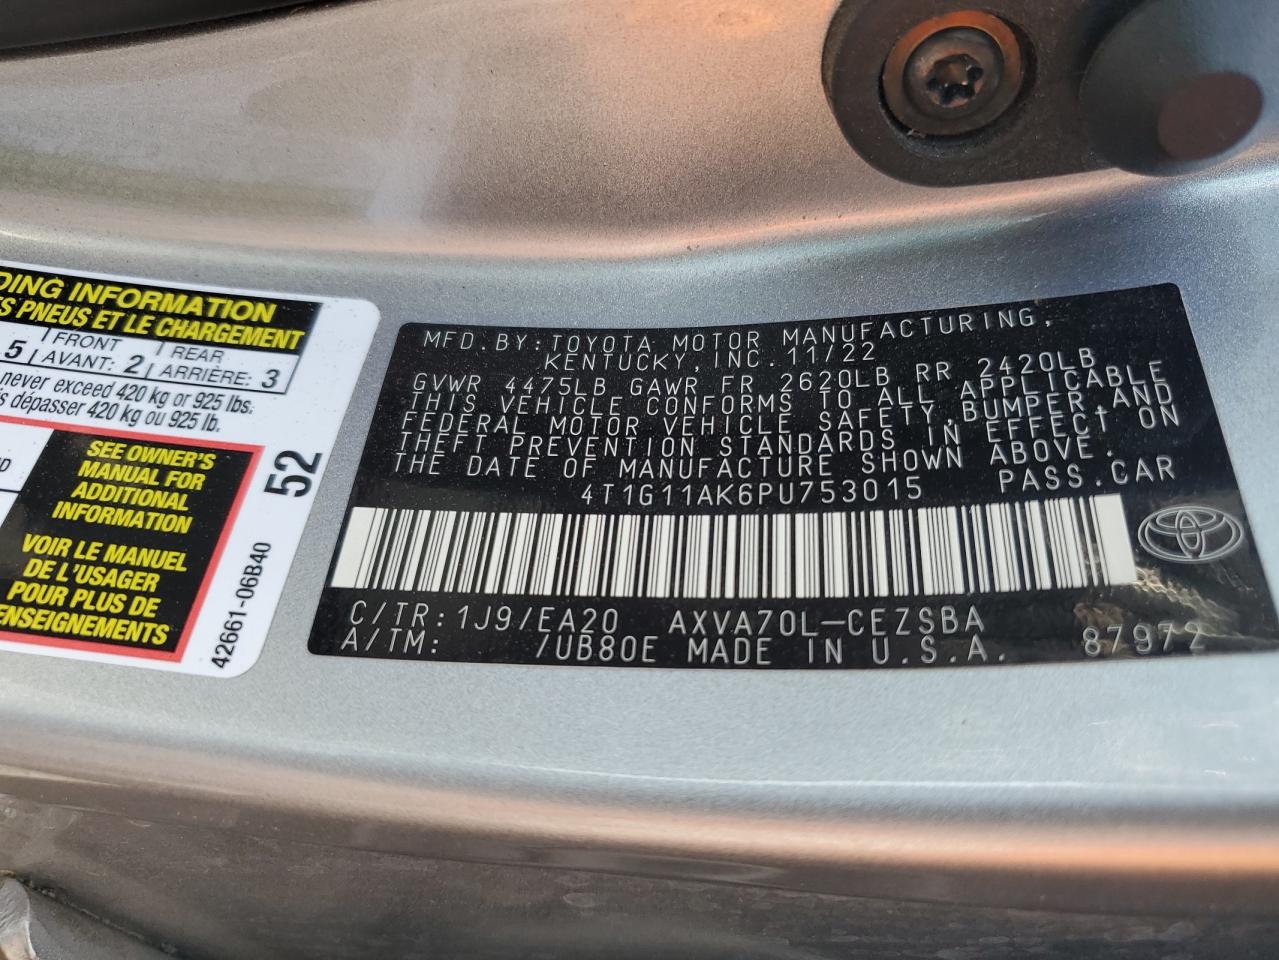 DING INFORMATION
S PNEUS ET LE CHARGEMENT
5 FRONT AVANT: 2 REAR ARRIÈRE: 3
never exceed 420 kg or 925 lbs.
dépasser 420 kg ou 925 lb.
SEE OWNER'S
MANUAL FOR
ADDITIONAL
INFORMATION
VOIR LE MANUEL
DE L'USAGER
POUR PLUS DE
ENSEIGNEMENTS
52
42661-06B40
MFD.BY:TOYOTA MOTOR MANUFACTURING,
KENTUCKY,INC. 11/22
GVWR 4475LB GAWR FR 2620LB RR 2420LB
THIS VEHICLE CONFORMS TO ALL APPLICABLE
FEDERAL MOTOR VEHICLE SAFETY,BUMPER,AND
THEFT PREVENTION STANDARDS IN EFFECT ON
THE DATE OF MANUFACTURE SHOWN ABOVE.
4T1G11AK6PU753015 PASS.CAR
C/TR:1J9/EA20 AXVA70L-CEZSBA
A/TM: /UB80E MADE IN U.S.A. 87972